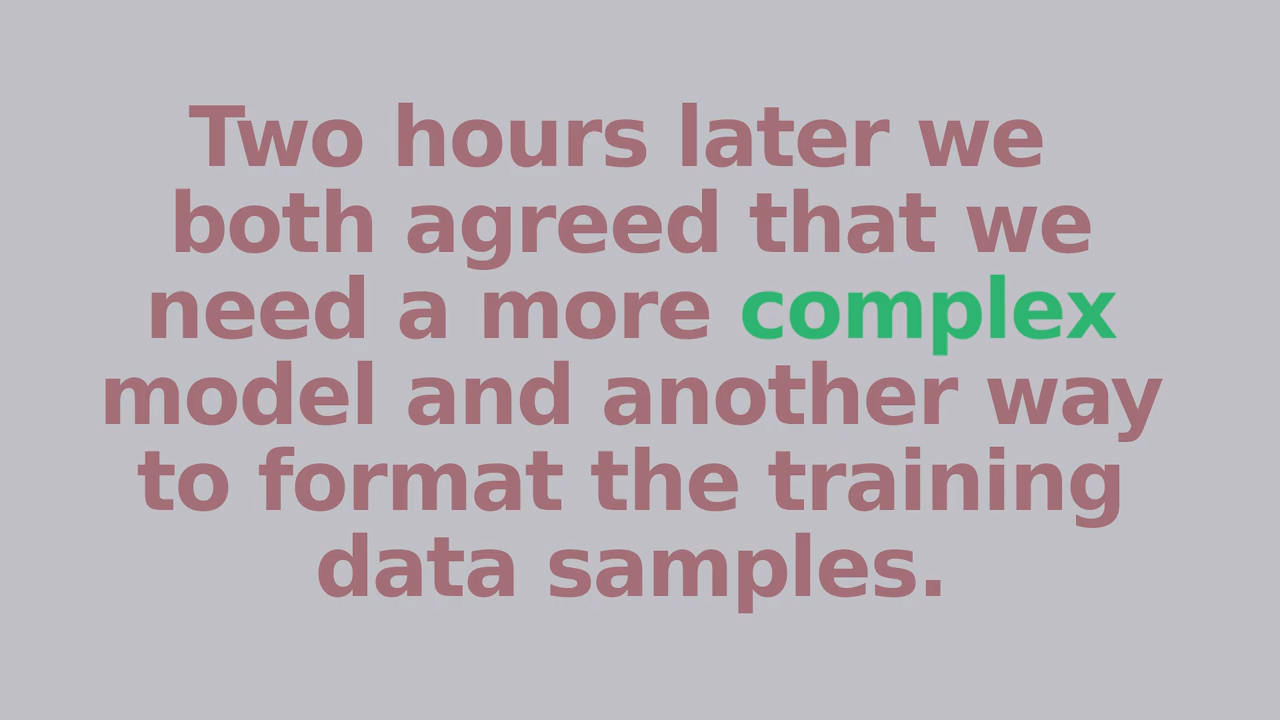 Two hours later we
both agreed that we
need a more complex
model and another way
to format the training
data samples.